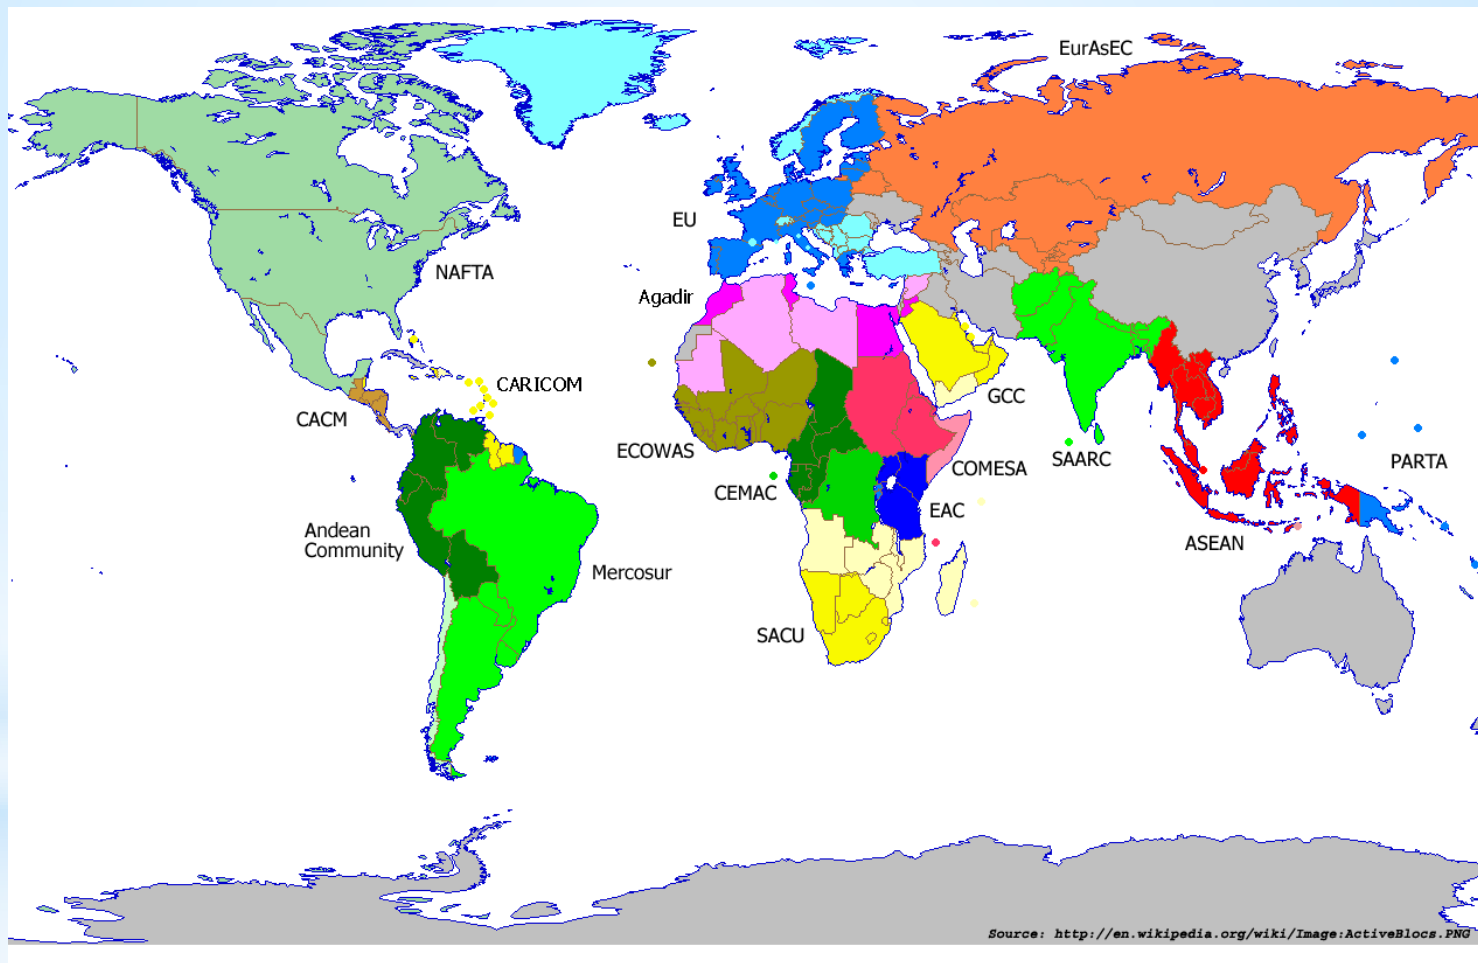 EurAsEC
EU
NAFTA
Agadir
CARICOM
CACM
GCC
ECOWAS
COMESA
SAARC
PARTA
CEMAC
EAC
Andean
Community
ASEAN
Mercosur
SACU
Source: http://en.wikipedia.org/wiki/Image:ActiveBlocs.PNG